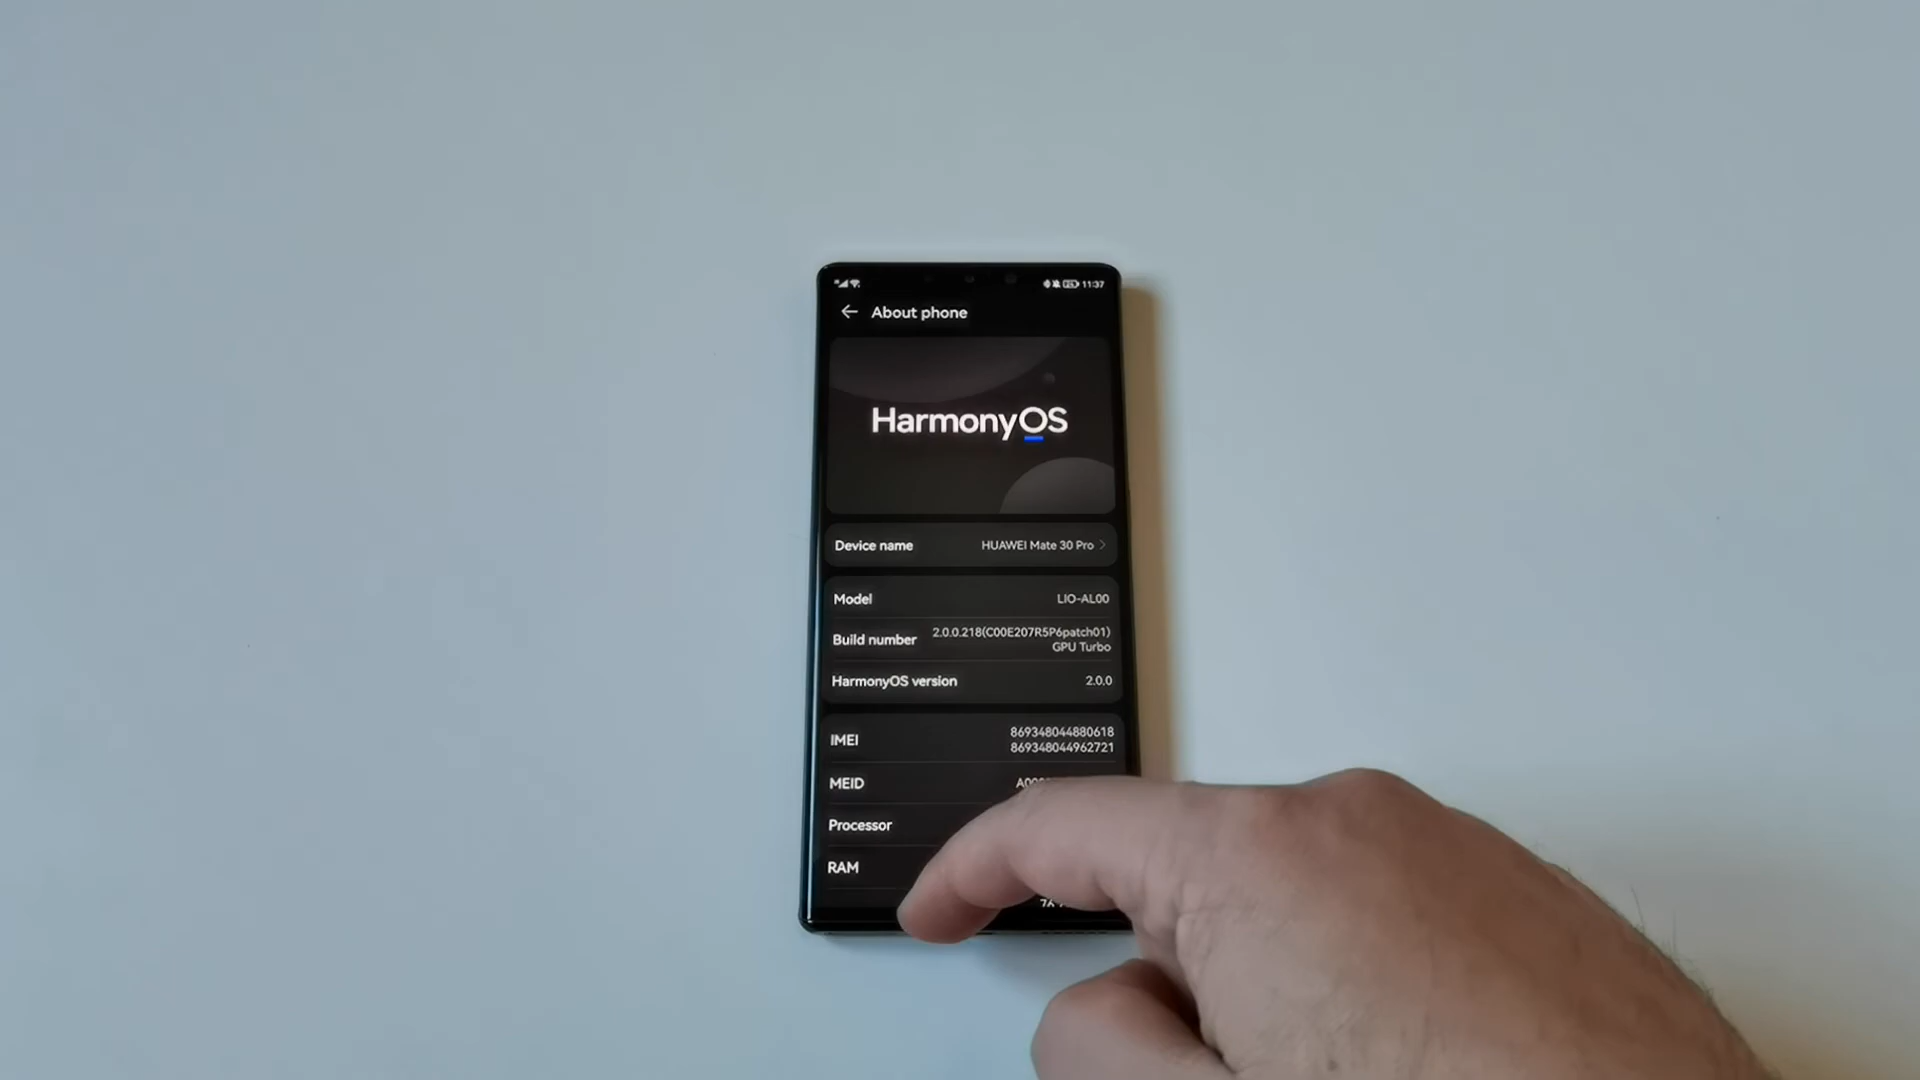 11:37
About phone
HarmonyOS
Device name HUAWEI Mate 30 Pro
Model LIO-AL00
Build number 2.0.0.218(C00E207R5P6patch01)
GPU Turbo
HarmonyOS version 2.0.0
IMEI 869348044880618
869348044962721
MEID
Processor
RAM